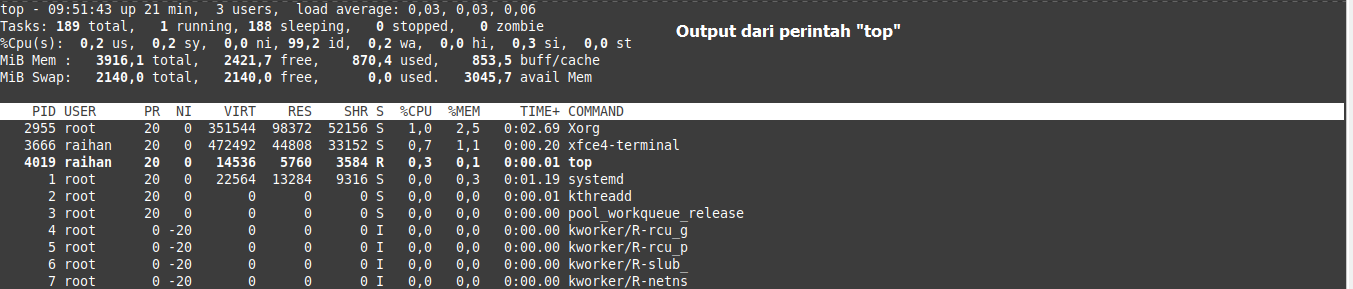 top - 09:51:43 up 21 min,  3 users,  load average: 0,03, 0,03, 0,06
Tasks: 189 total,   1 running, 188 sleeping,   0 stopped,   0 zombie
%Cpu(s):  0,2 us,  0,2 sy,  0,0 ni, 99,2 id,  0,2 wa,  0,0 hi,  0,3 si,  0,0 st
Output dari perintah "top"
MiB Mem :   3916,1 total,   2421,7 free,    870,4 used,    853,5 buff/cache
MiB Swap:   2140,0 total,   2140,0 free,      0,0 used.   3045,7 avail Mem
PID USER      PR  NI    VIRT    RES    SHR S  %CPU  %MEM     TIME+ COMMAND
2955 root      20   0  351544  98372  52156 S   1,0   2,5   0:02.69 Xorg
3666 raihan    20   0  472492  44808  33152 S   0,7   1,1   0:00.20 xfce4-terminal
4019 raihan    20   0   14536   5760   3584 R   0,3   0,1   0:00.01 top
1 root      20   0   22564  13284   9316 S   0,0   0,3   0:01.19 systemd
2 root      20   0       0      0      0 S   0,0   0,0   0:00.01 kthreadd
3 root      20   0       0      0      0 S   0,0   0,0   0:00.00 pool_workqueue_release
4 root       0 -20       0      0      0 I   0,0   0,0   0:00.00 kworker/R-rcu_g
5 root       0 -20       0      0      0 I   0,0   0,0   0:00.00 kworker/R-rcu_p
6 root       0 -20       0      0      0 I   0,0   0,0   0:00.00 kworker/R-slub_
7 root       0 -20       0      0      0 I   0,0   0,0   0:00.00 kworker/R-netns